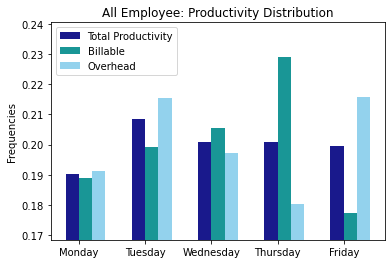 All Employee: Productivity Distribution
0.24
0.23
0.22
0.21
0.20
0.19
0.18
0.17
Frequencies
Total Productivity
Billable
Overhead
Monday Tuesday Wednesday Thursday Friday